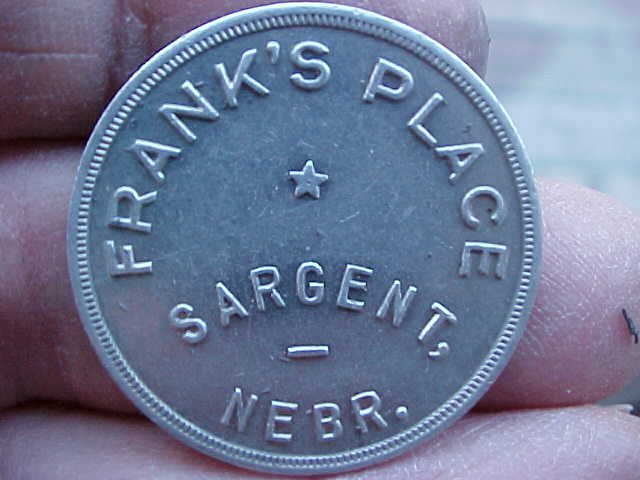 FRANK'S PLACE
SARGENT,
NEBR.